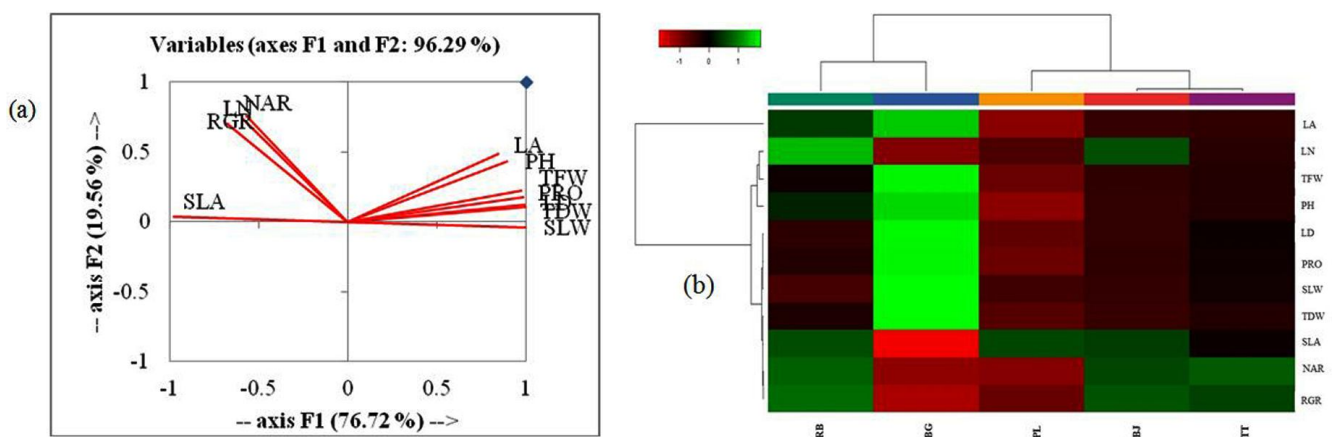 (a)
Variables (axes F1 and F2: 96.29 %)
-- axis F2 (19.56 %) -->
1
0.5
0
-0.5
-1
LN
NAR
RGR
SLA
LA
PH
TFW
PRO
LD
TDW
SLW
-1
-0.5
0
0.5
1
-- axis F1 (76.72 %) -->
(b)
-1
0
1
LA
LN
TFW
PH
LD
PRO
SLW
TDW
SLA
NAR
RGR
RB
BG
PL
BJ
TT